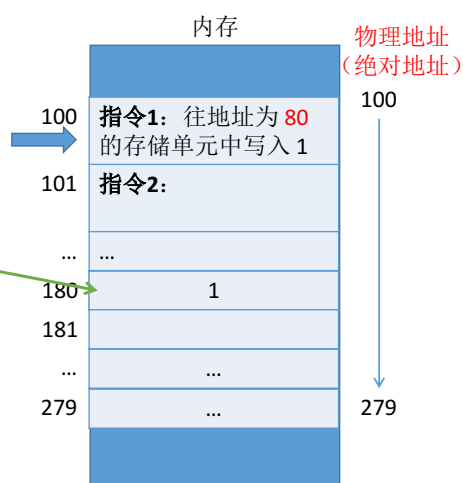 内存
物理地址
（绝对地址）
100
100 指令1：往地址为 80
的存储单元中写入 1
101 指令2：
... ...
180 1
181
... ...
279 ... 279